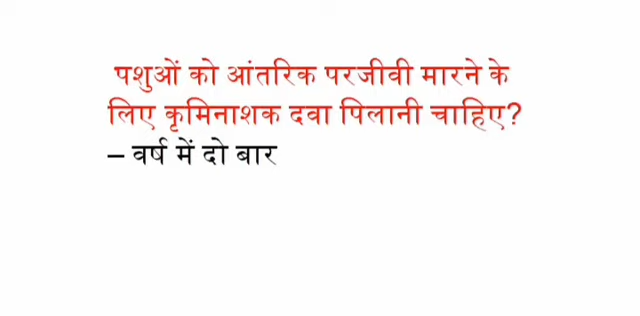 पशुओं को आंतरिक परजीवी मारने के
लिए कृमिनाशक दवा पिलानी चाहिए?
– वर्ष में दो बार